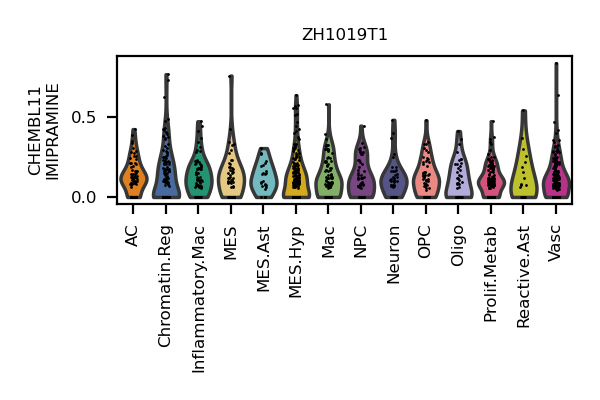 ZH1019T1
CHEMBL11
IMIPRAMINE
0.5
0.0
AC
Chromatin.Reg
Inflammatory.Mac
MES
MES.Ast
MES.Hyp
Mac
NPC
Neuron
OPC
Oligo
Prolif.Metab
Reactive.Ast
Vasc